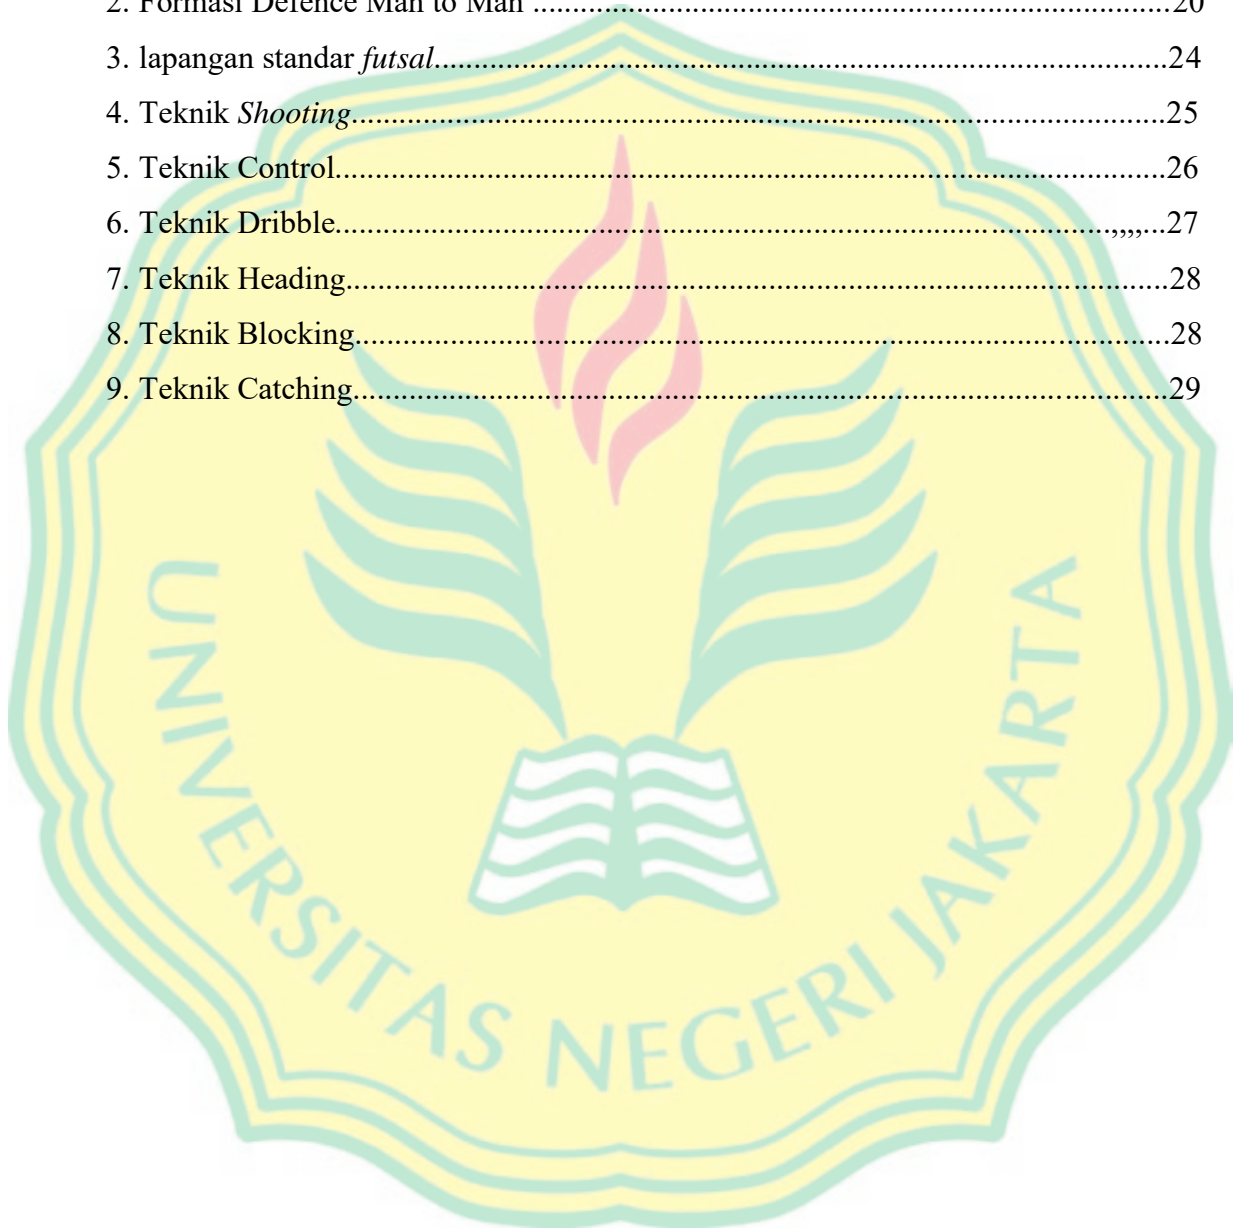 2. Formasi Defence Man to Man ...................................................................................20
3. lapangan standar futsal................................................................................................24
4. Teknik Shooting..........................................................................................................25
5. Teknik Control............................................................................................................26
6. Teknik Dribble.....................................................................................................,,,,...27
7. Teknik Heading...........................................................................................................28
8. Teknik Blocking..........................................................................................................28
9. Teknik Catching..........................................................................................................29
UNIVERSITAS NEGERI JAKARTA